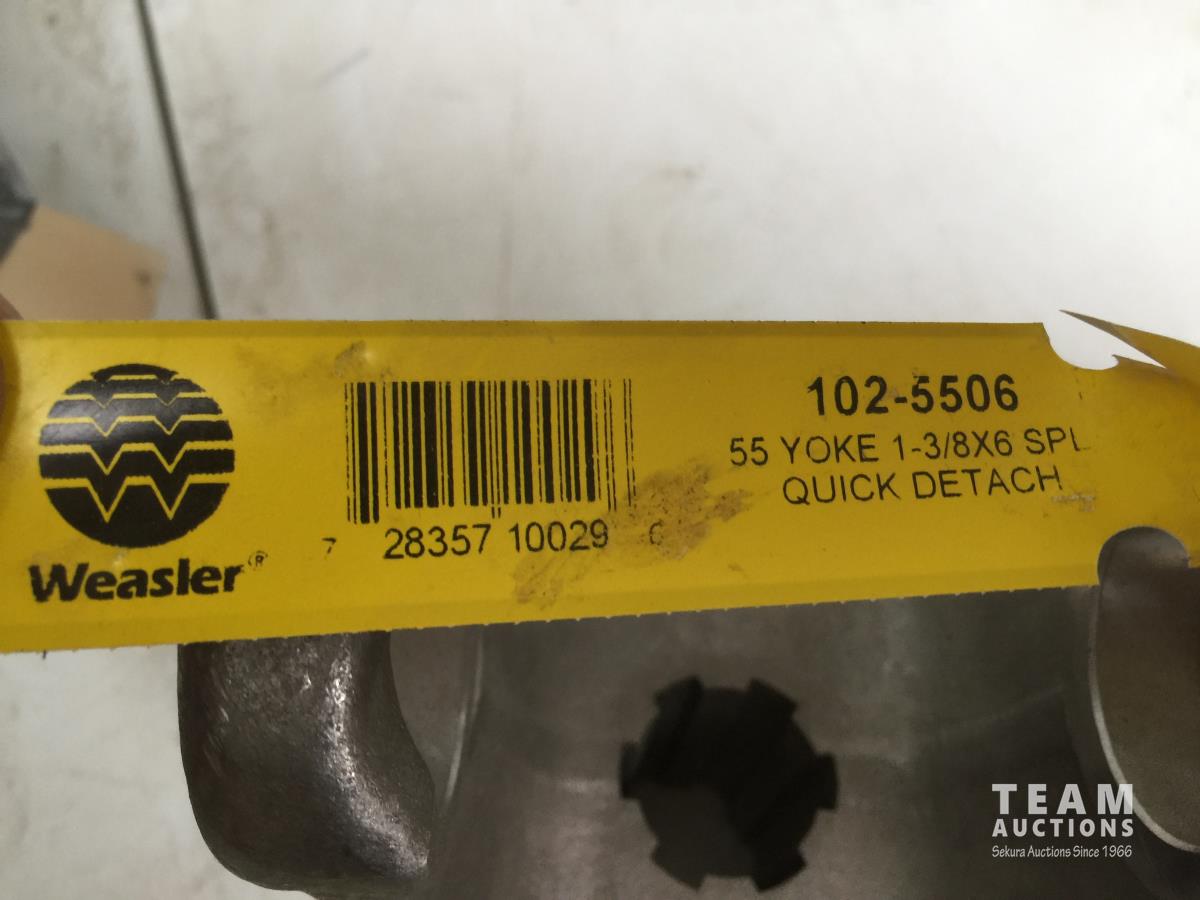 Weasler®
7 28357 10029
102-5506
55 YOKE 1-3/8X6 SPL
QUICK DETACH
TEAM
AUCTIONS
Sekura Auctions Since 1966